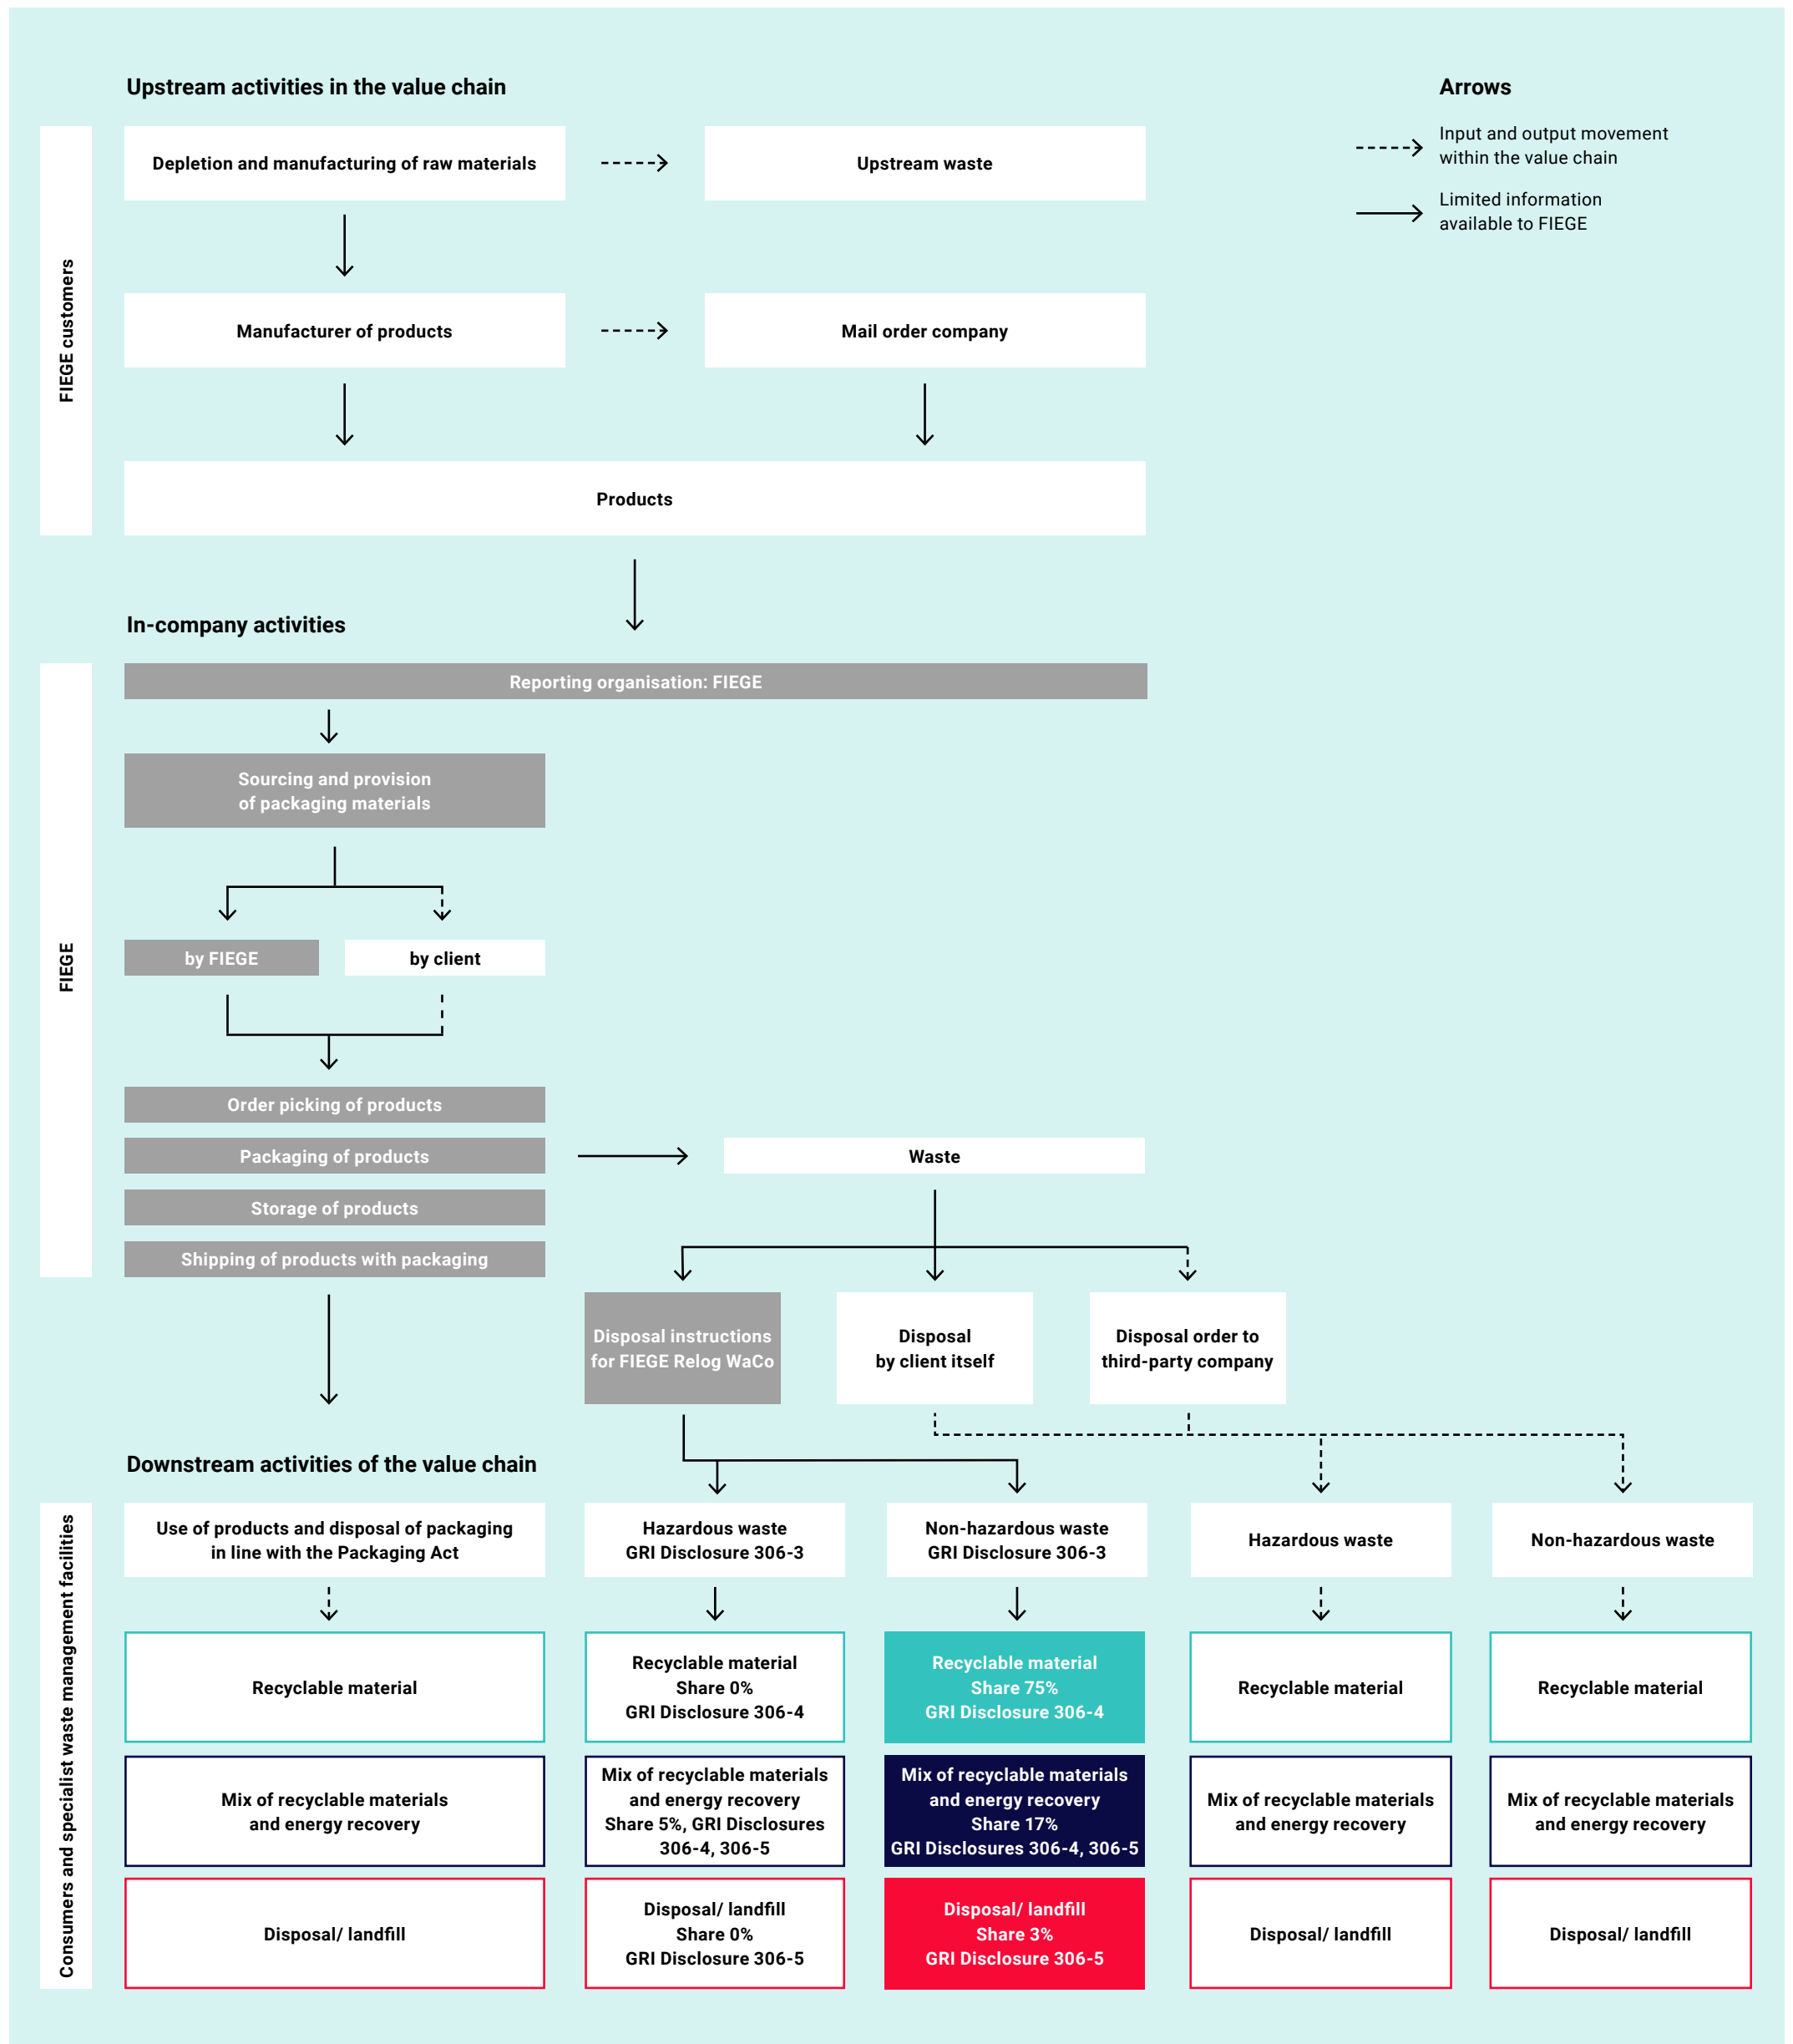 Upstream activities in the value chain
Arrows
Input and output movement
within the value chain
Limited information
available to FIEGE
FIEGE customers
Depletion and manufacturing of raw materials
Upstream waste
Manufacturer of products
Mail order company
Products
In-company activities
FIEGE
Reporting organisation: FIEGE
Sourcing and provision
of packaging materials
by FIEGE
by client
Order picking of products
Packaging of products
Waste
Storage of products
Shipping of products with packaging
Disposal instructions
for FIEGE Relog WaCo
Disposal
by client itself
Disposal order to
third-party company
Downstream activities of the value chain
Consumers and specialist waste management facilities
Use of products and disposal of packaging
in line with the Packaging Act
Hazardous waste
GRI Disclosure 306-3
Non-hazardous waste
GRI Disclosure 306-3
Hazardous waste
Non-hazardous waste
Recyclable material
Recyclable material
Share 0%
GRI Disclosure 306-4
Recyclable material
Share 75%
GRI Disclosure 306-4
Recyclable material
Recyclable material
Mix of recyclable materials
and energy recovery
Mix of recyclable materials
and energy recovery
Share 5%, GRI Disclosures
306-4, 306-5
Mix of recyclable materials
and energy recovery
Share 17%
GRI Disclosures 306-4, 306-5
Mix of recyclable materials
and energy recovery
Mix of recyclable materials
and energy recovery
Disposal/ landfill
Disposal/ landfill
Share 0%
GRI Disclosure 306-5
Disposal/ landfill
Share 3%
GRI Disclosure 306-5
Disposal/ landfill
Disposal/ landfill